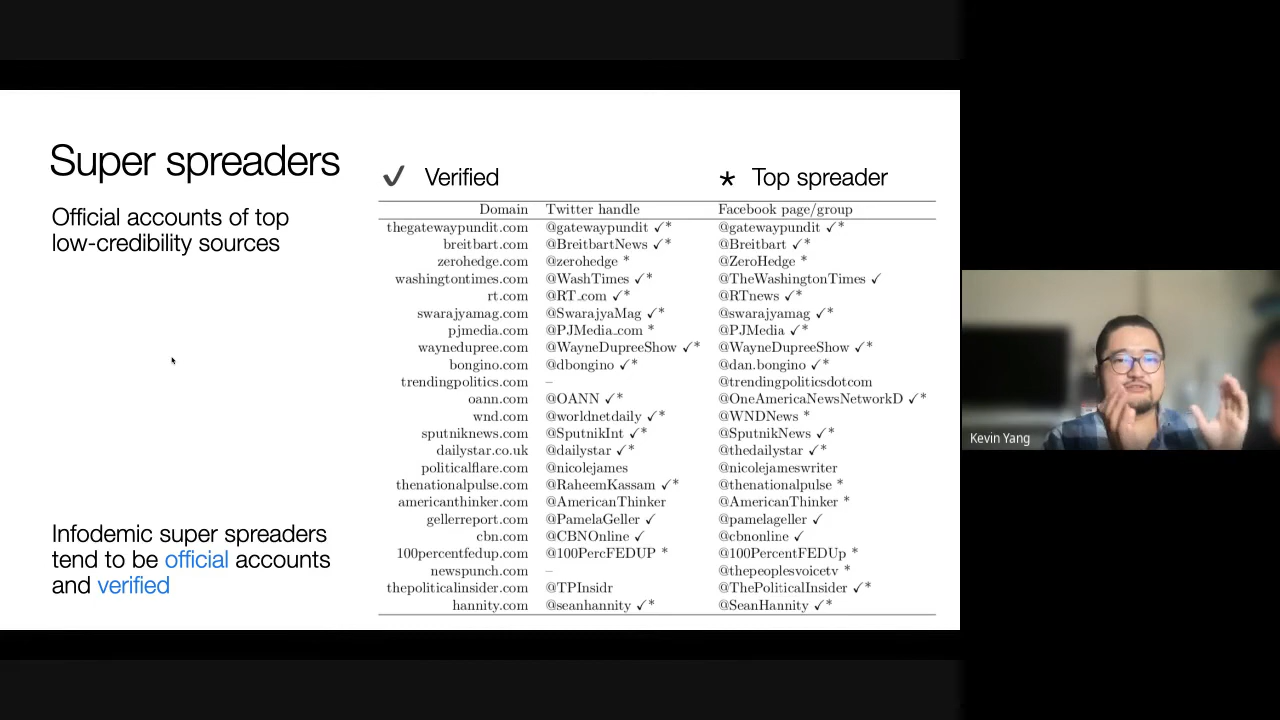 Super spreaders
Official accounts of top
low-credibility sources
Infodemic super spreaders
tend to be official accounts
and verified
✓ Verified * Top spreader
Domain Twitter handle Facebook page/group
thegatewaypundit.com @gatewaypundit ✓* @gatewaypundit ✓*
breitbart.com @BreitbartNews ✓* @Breitbart ✓*
zerohedge.com @zerohedge * @ZeroHedge *
washingtontimes.com @WashTimes ✓* @TheWashingtonTimes ✓
rt.com @RT_com ✓* @RTnews ✓*
swarajyamag.com @SwarajyaMag ✓* @swarajyamag ✓*
pjmedia.com @PJMedia_com * @PJMedia ✓*
waynedupree.com @WayneDupreeShow ✓* @WayneDupreeShow ✓*
bongino.com @dbongino ✓* @dan.bongino ✓*
trendingpolitics.com – @trendingpoliticsdotcom
oann.com @OANN ✓* @OneAmericaNewsNetworkD ✓*
wnd.com @worldnetdaily ✓* @WNDNews *
sputniknews.com @SputnikInt ✓* @SputnikNews ✓*
dailystar.co.uk @dailystar ✓* @thedailystar ✓*
politicalflare.com @nicolejames @nicolejameswriter
thenationalpulse.com @RaheemKassam ✓* @thenationalpulse *
americanthinker.com @AmericanThinker @AmericanThinker *
gellerreport.com @PamelaGeller ✓ @pamelageller ✓
cbn.com @CBNOnline ✓ @cbnonline ✓
100percentfedup.com @100PercFEDUP * @100PercentFEDUp *
newspunch.com – @thepeoplesvoicetv *
thepoliticalinsider.com @TPInsidr @ThePoliticalInsider ✓*
hannity.com @seanhannity ✓* @SeanHannity ✓*
Kevin Yang